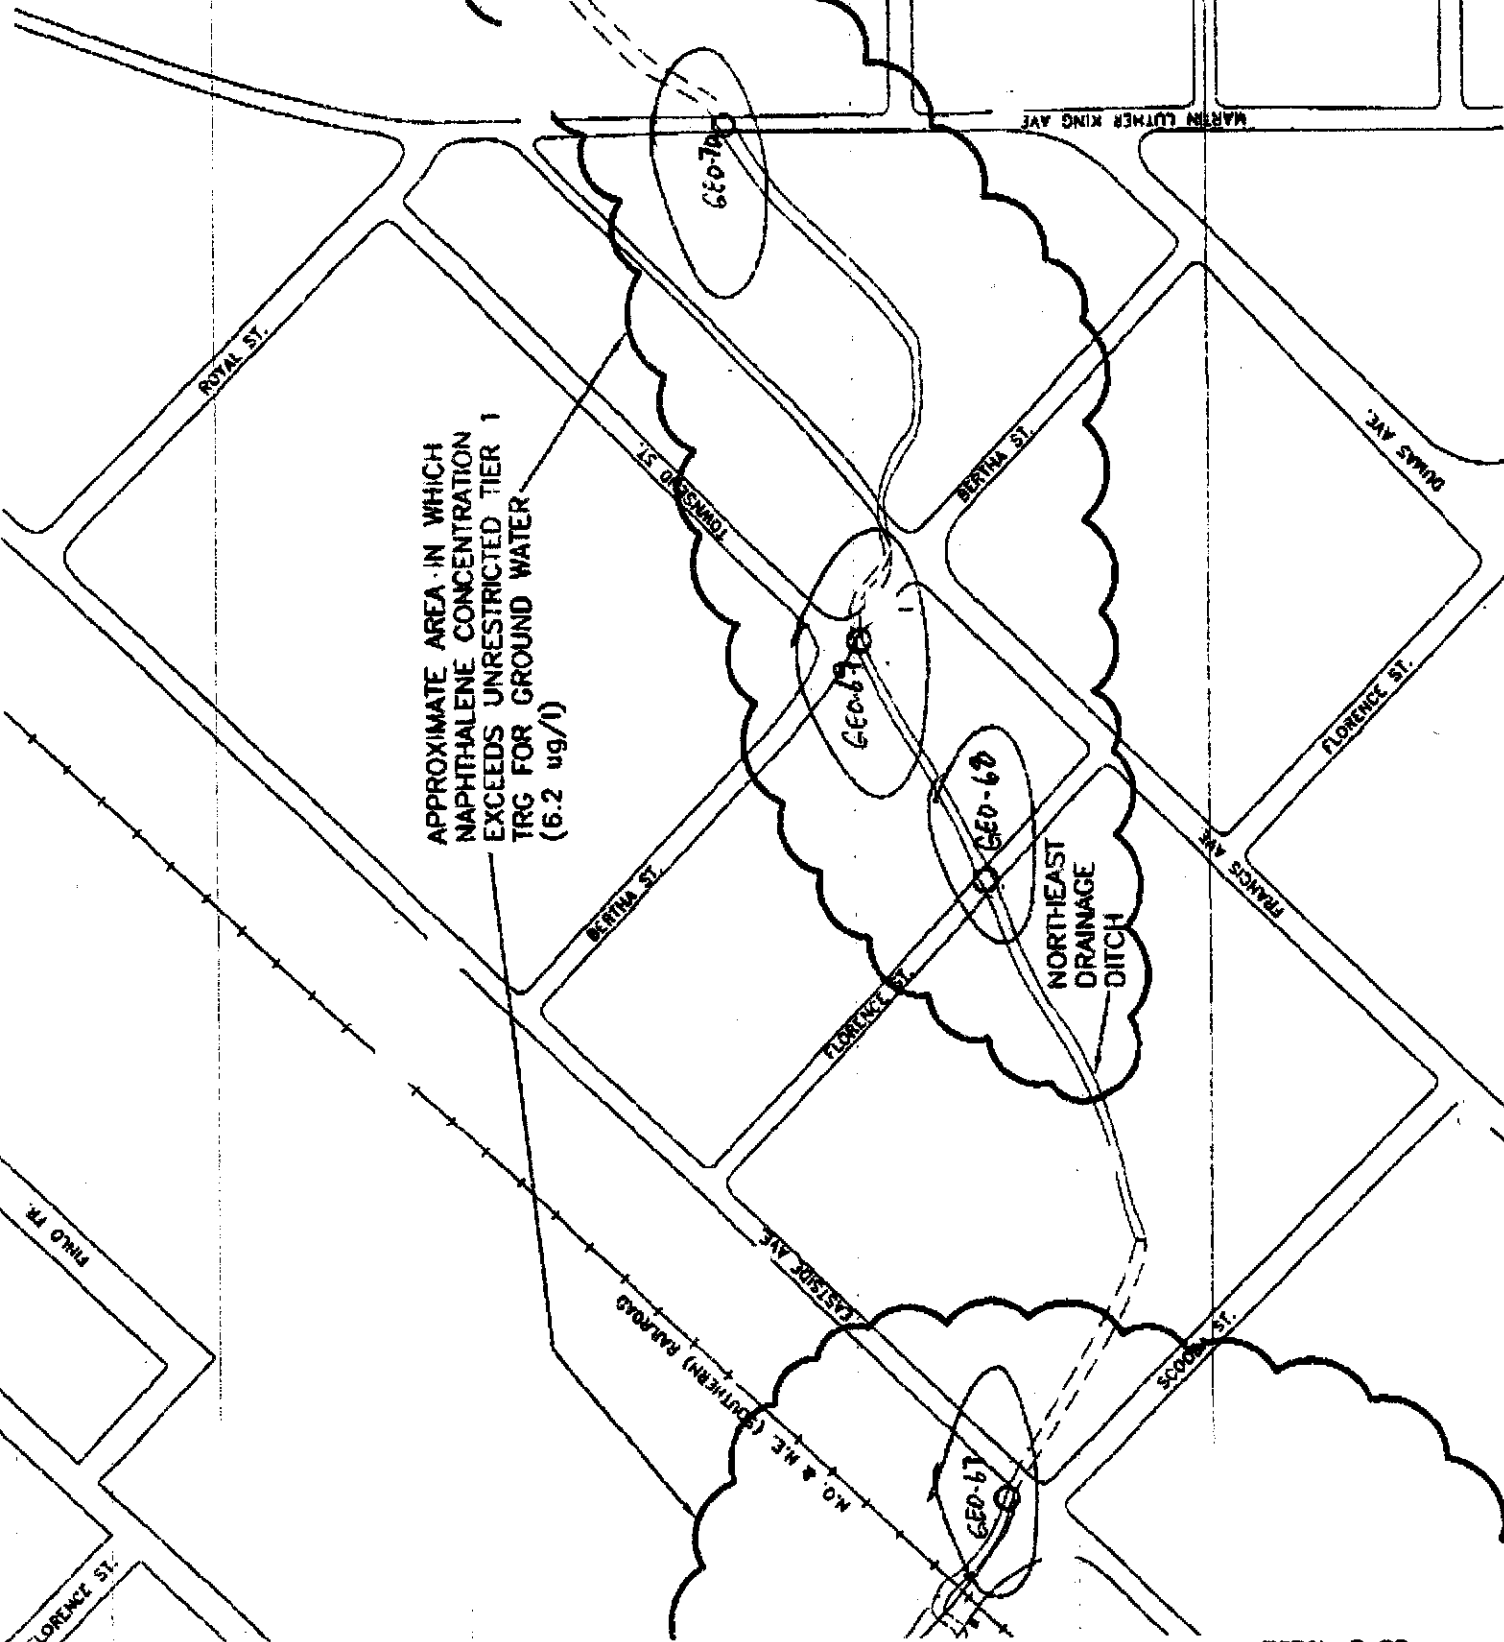 MARTIN LUTHER KING AVE
GEO-70
ROYAL ST.
TOWNSEND ST.
BERTHA ST.
DUMAS AVE.
APPROXIMATE AREA IN WHICH
NAPHTHALENE CONCENTRATION
EXCEEDS UNRESTRICTED TIER 1
TRG FOR GROUND WATER
(6.2 ug/l)
GEO-69
GEO-68
FLORENCE ST.
NORTHEAST
DRAINAGE
DITCH
FRANCIS AVE
BERTHA ST.
FLORENCE ST.
EASTSIDE AVE.
N.O. & N.E. (SOUTHERN) RAILROAD
SCOOBA ST.
GEO-67
FLORENCE ST.